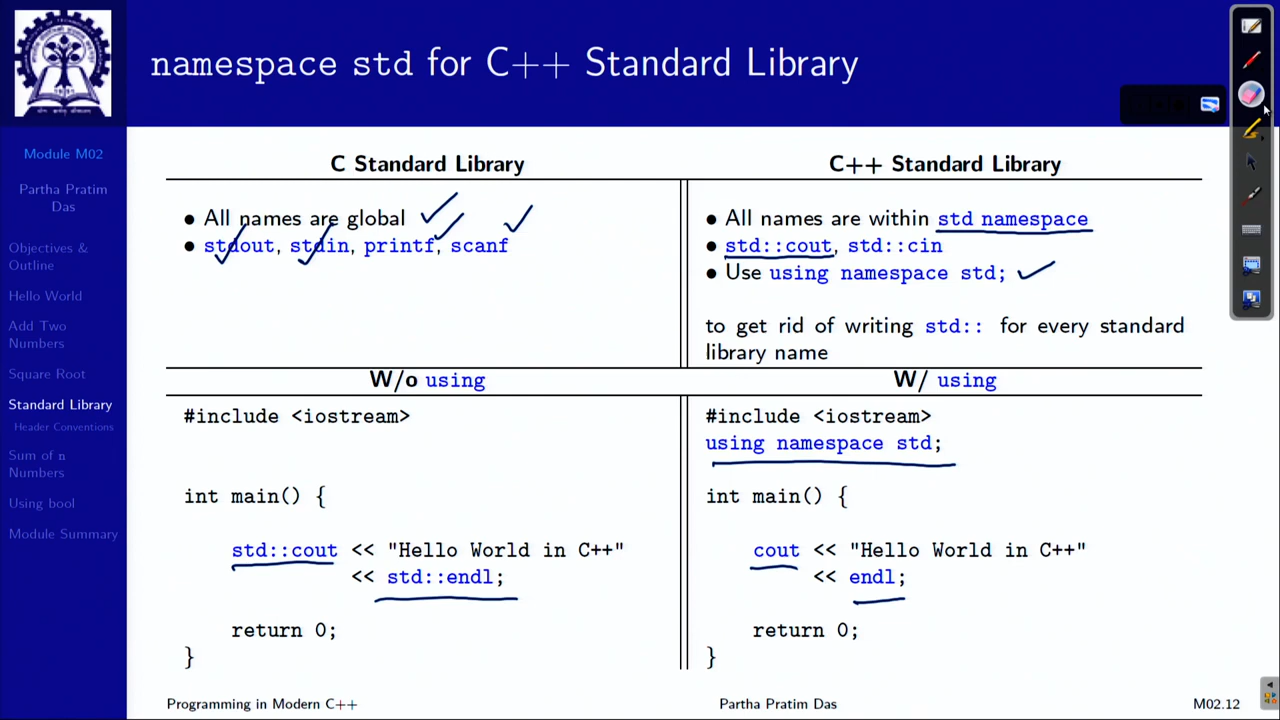 namespace std for C++ Standard Library
Module M02
Partha Pratim
Das
Objectives &
Outline
Hello World
Add Two
Numbers
Square Root
Standard Library
Header Conventions
Sum of n
Numbers
Using bool
Module Summary
C Standard Library
• All names are global
• stdout, stdin, printf, scanf
C++ Standard Library
• All names are within std namespace
• std::cout, std::cin
• Use using namespace std;
to get rid of writing std:: for every standard
library name
W/o using
#include <iostream>
int main() {
std::cout << "Hello World in C++"
<< std::endl;
return 0;
}
W/ using
#include <iostream>
using namespace std;
int main() {
cout << "Hello World in C++"
<< endl;
return 0;
}
Programming in Modern C++
Partha Pratim Das
M02.12